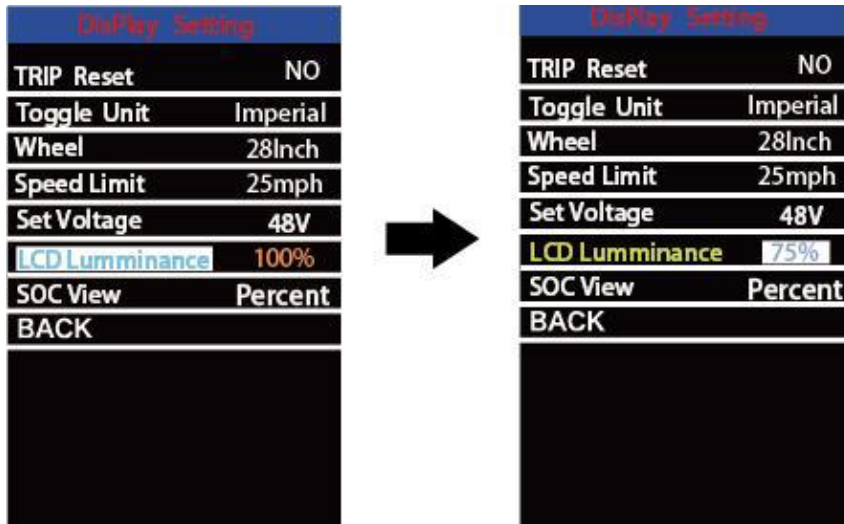 DisPlay Setting
TRIP Reset NO
Toggle Unit Imperial
Wheel 28Inch
Speed Limit 25mph
Set Voltage 48V
LCD Lumminance 100%
SOC View Percent
BACK
DisPlay Setting
TRIP Reset NO
Toggle Unit Imperial
Wheel 28Inch
Speed Limit 25mph
Set Voltage 48V
LCD Lumminance 75%
SOC View Percent
BACK